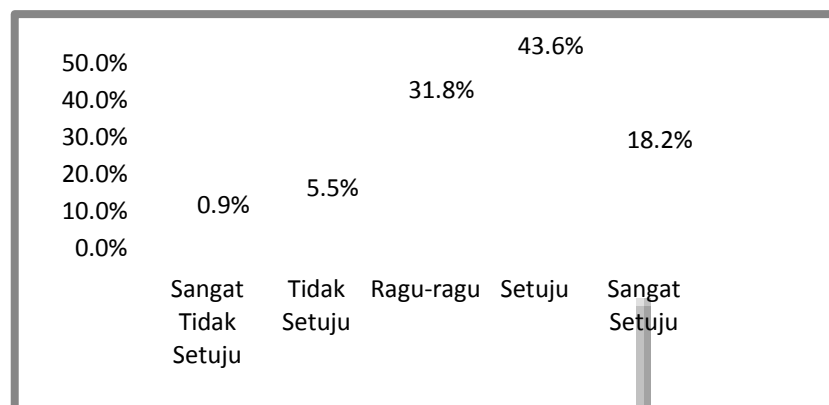 43.6%
50.0%
31.8%
40.0%
30.0%
18.2%
20.0%
5.5%
0.9%
10.0%
0.0%
Sangat Tidak Setuju
Tidak Setuju
Ragu-ragu
Setuju
Sangat Setuju